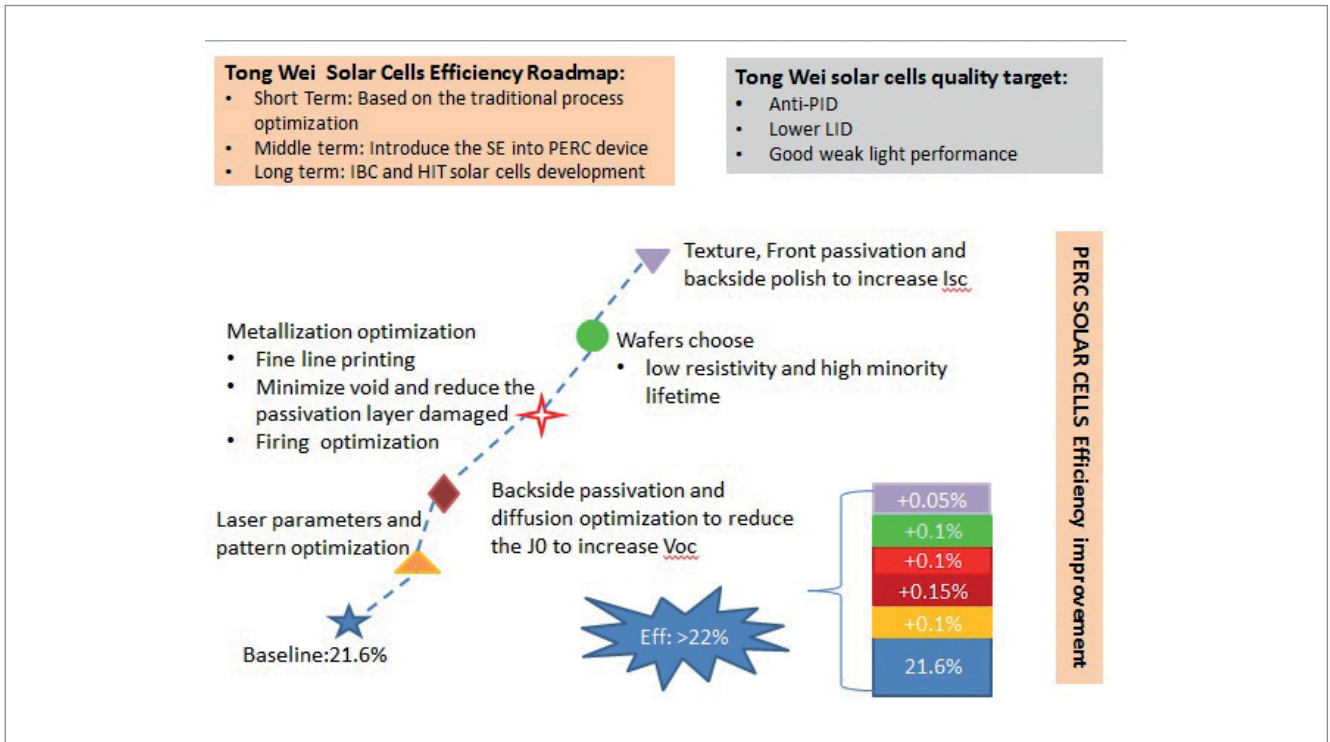 Tong Wei Solar Cells Efficiency Roadmap:
• Short Term: Based on the traditional process
optimization
• Middle term: Introduce the SE into PERC device
• Long term: IBC and HIT solar cells development
Tong Wei solar cells quality target:
• Anti-PID
• Lower LID
• Good weak light performance
Texture, Front passivation and
backside polish to increase Isc
Metallization optimization
• Fine line printing
• Minimize void and reduce the
passivation layer damaged
• Firing optimization
Wafers choose
• low resistivity and high minority
lifetime
Laser parameters and
pattern optimization
Backside passivation and
diffusion optimization to reduce
the J0 to increase Voc
Baseline:21.6%
Eff: >22%
+0.05%
+0.1%
+0.1%
+0.15%
+0.1%
21.6%
PERC SOLAR CELLS Efficiency improvement